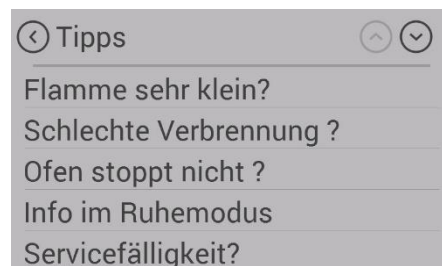 Tipps
Flamme sehr klein?
Schlechte Verbrennung ?
Ofen stoppt nicht ?
Info im Ruhemodus
Servicefälligkeit?